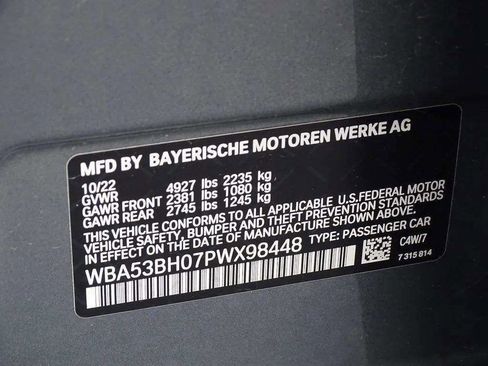 MFD BY BAYERISCHE MOTOREN WERKE AG
10/22 4927 lbs 2235 kg
GVWR
GAWR FRONT 2381 lbs 1080 kg
GAWR REAR 2745 lbs 1245 kg
THIS VEHICLE CONFORMS TO ALL APPLICABLE U.S.FEDERAL MOTOR
VEHICLE SAFETY, BUMPER, AND THEFT PREVENTION STANDARDS
IN EFFECT ON THE DATE OF MANUFACTURE SHOWN ABOVE.
WBA53BH07PWX98448 TYPE: PASSENGER CAR
C4W/7
7 315 814